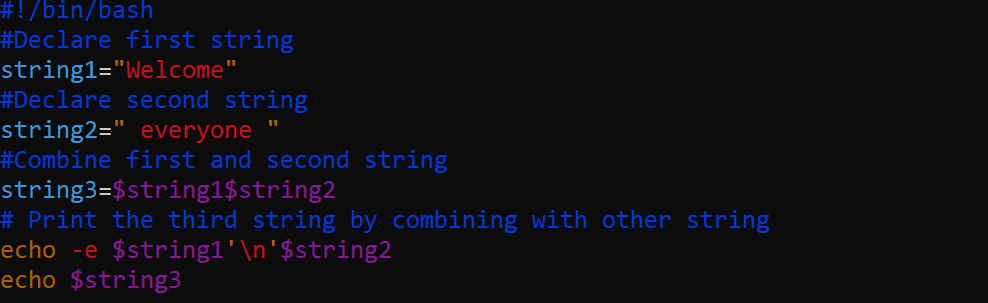 #!/bin/bash
#Declare first string
string1="Welcome"
#Declare second string
string2=" everyone "
#Combine first and second string
string3=$string1$string2
# Print the third string by combining with other string
echo -e $string1'\n'$string2
echo $string3